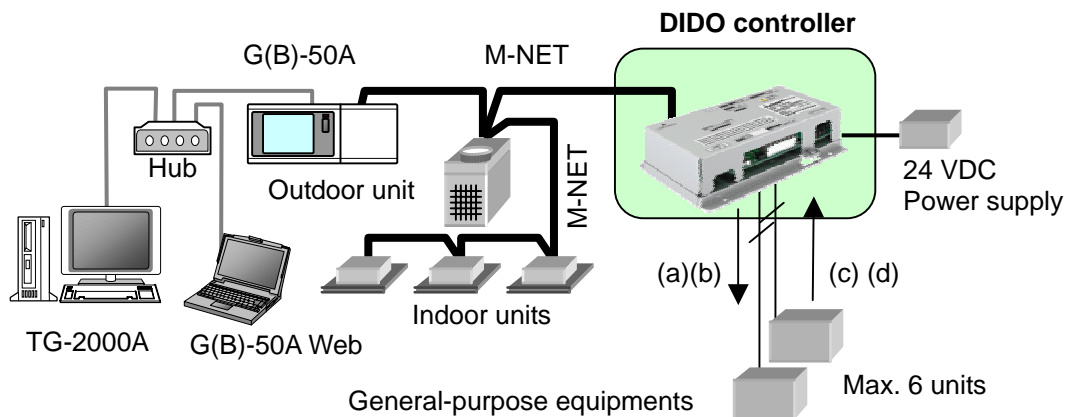 DIDO controller
G(B)-50A
M-NET
Hub
Outdoor unit
M-NET
24 VDC
Power supply
(a)(b)
(c) (d)
Indoor units
TG-2000A
G(B)-50A Web
General-purpose equipments
Max. 6 units